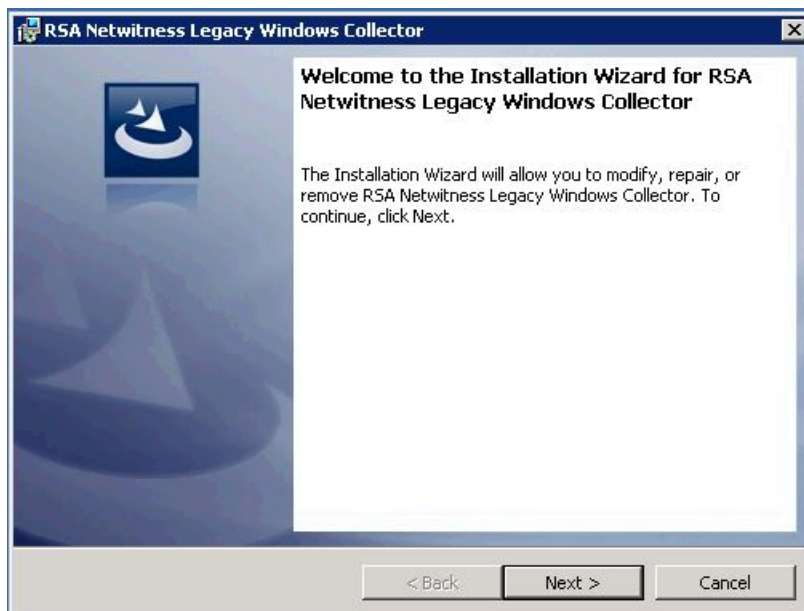 RSA Netwitness Legacy Windows Collector
Welcome to the Installation Wizard for RSA
Netwitness Legacy Windows Collector
The Installation Wizard will allow you to modify, repair, or
remove RSA Netwitness Legacy Windows Collector. To
continue, click Next.
< Back
Next >
Cancel